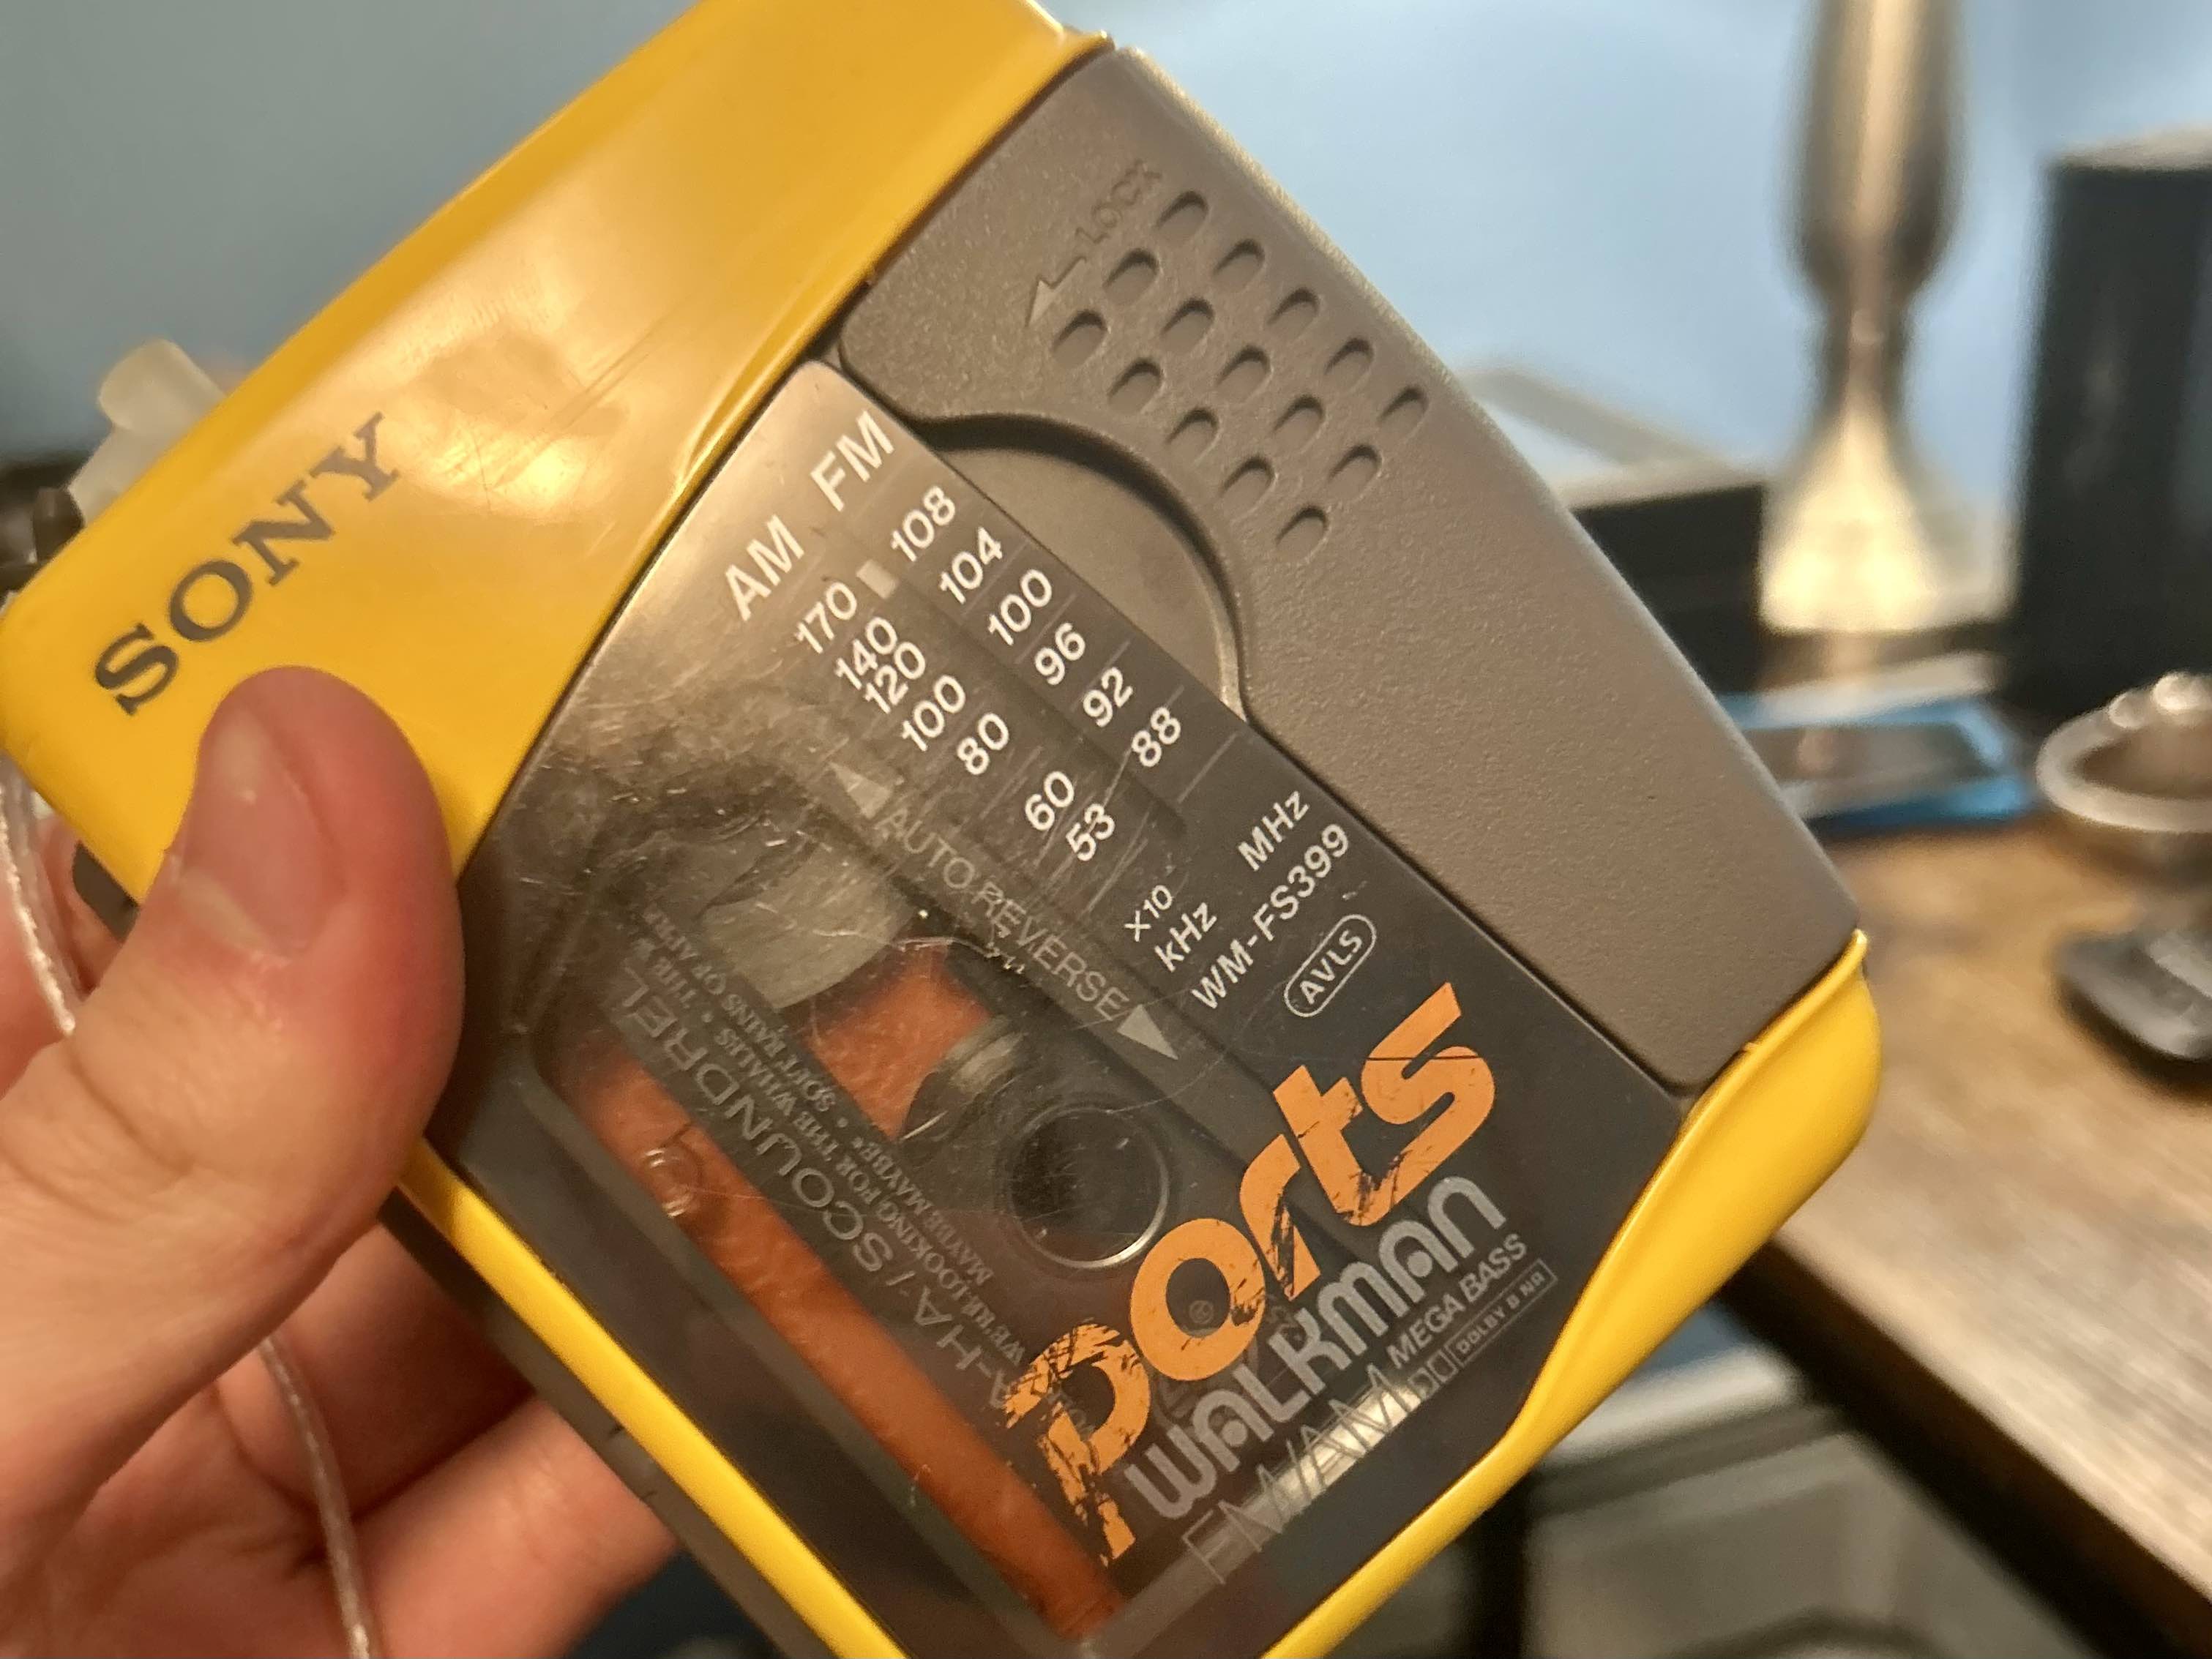 SONY
LOCK
AM FM
170 108
140 104
120 100
100 96
80 92
60 88
53
x10
kHz MHz
AUTO REVERSE
WM-FS399
AVLS
Ports
WALKMAN
MEGA BASS
DOLBY B NR
FM/AM
A-HA / SCOUNDREL
WE'RE LOOKING FOR THE WHALES • THE
MAYBE MAYBE • SOFT RAINS OF APRIL